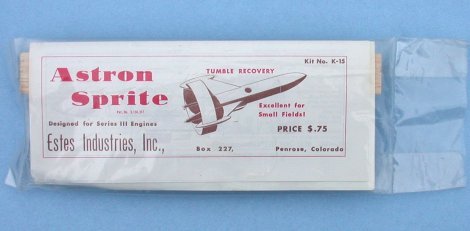 Kit No. K-15
TUMBLE RECOVERY
Astron
Sprite
Excellent for
Small Fields!
Designed for Series III Engines
PRICE $.75
Estes Industries, Inc.,
Box 227,
Penrose, Colorado